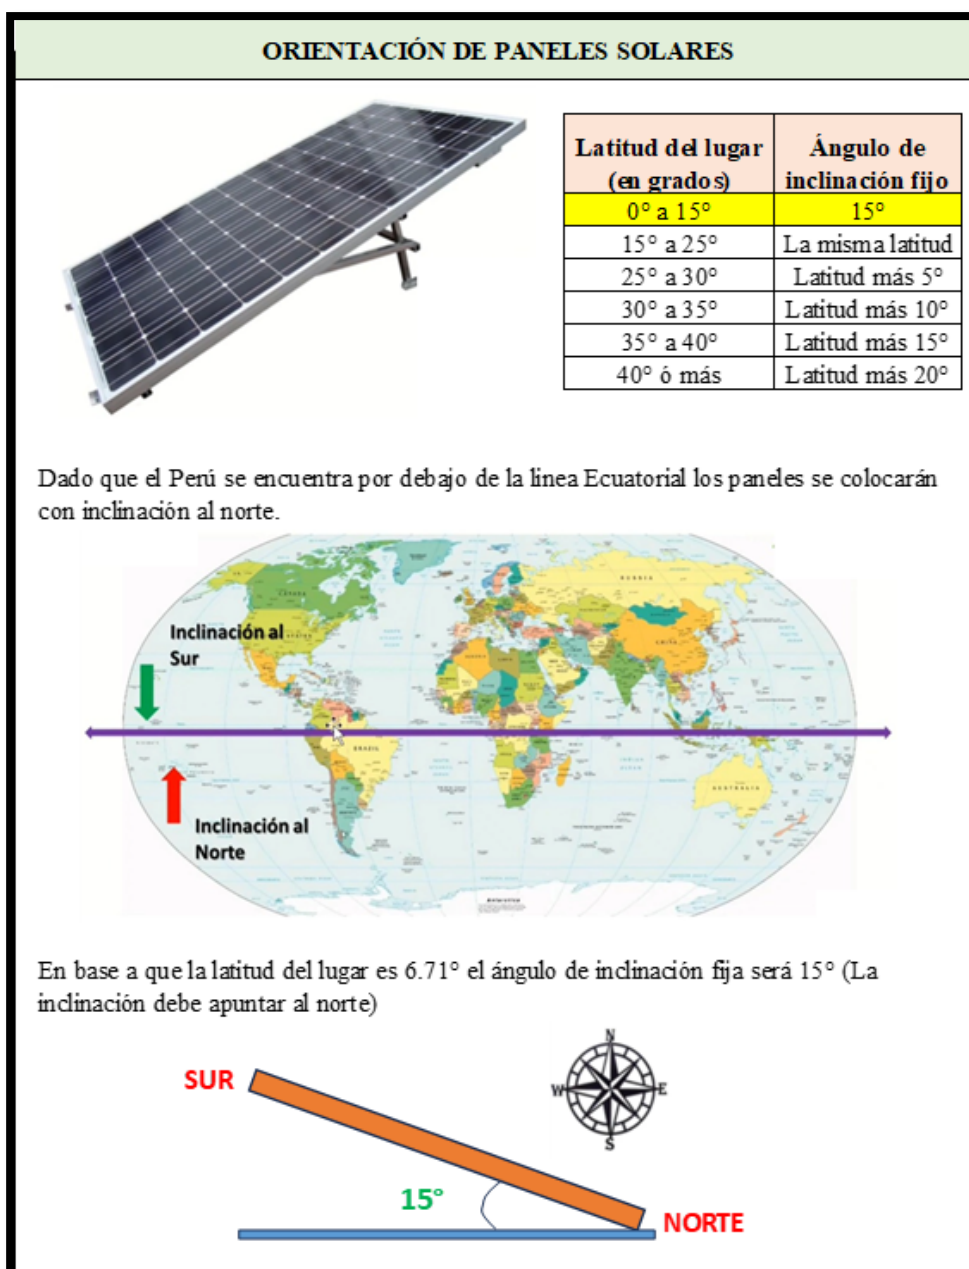 ORIENTACIÓN DE PANELES SOLARES
Latitud del lugar (en grados) Ángulo de inclinación fijo
0° a 15° 15°
15° a 25° La misma latitud
25° a 30° Latitud más 5°
30° a 35° Latitud más 10°
35° a 40° Latitud más 15°
40° ó más Latitud más 20°
Dado que el Perú se encuentra por debajo de la linea Ecuatorial los paneles se colocarán
con inclinación al norte.
RUSSIA
CHINA
Inclinación al
Sur
BRAZIL
AUSTRALIA
Inclinación al
Norte
En base a que la latitud del lugar es 6.71° el ángulo de inclinación fija será 15° (La
inclinación debe apuntar al norte)
N
W E
S
SUR
15°
NORTE